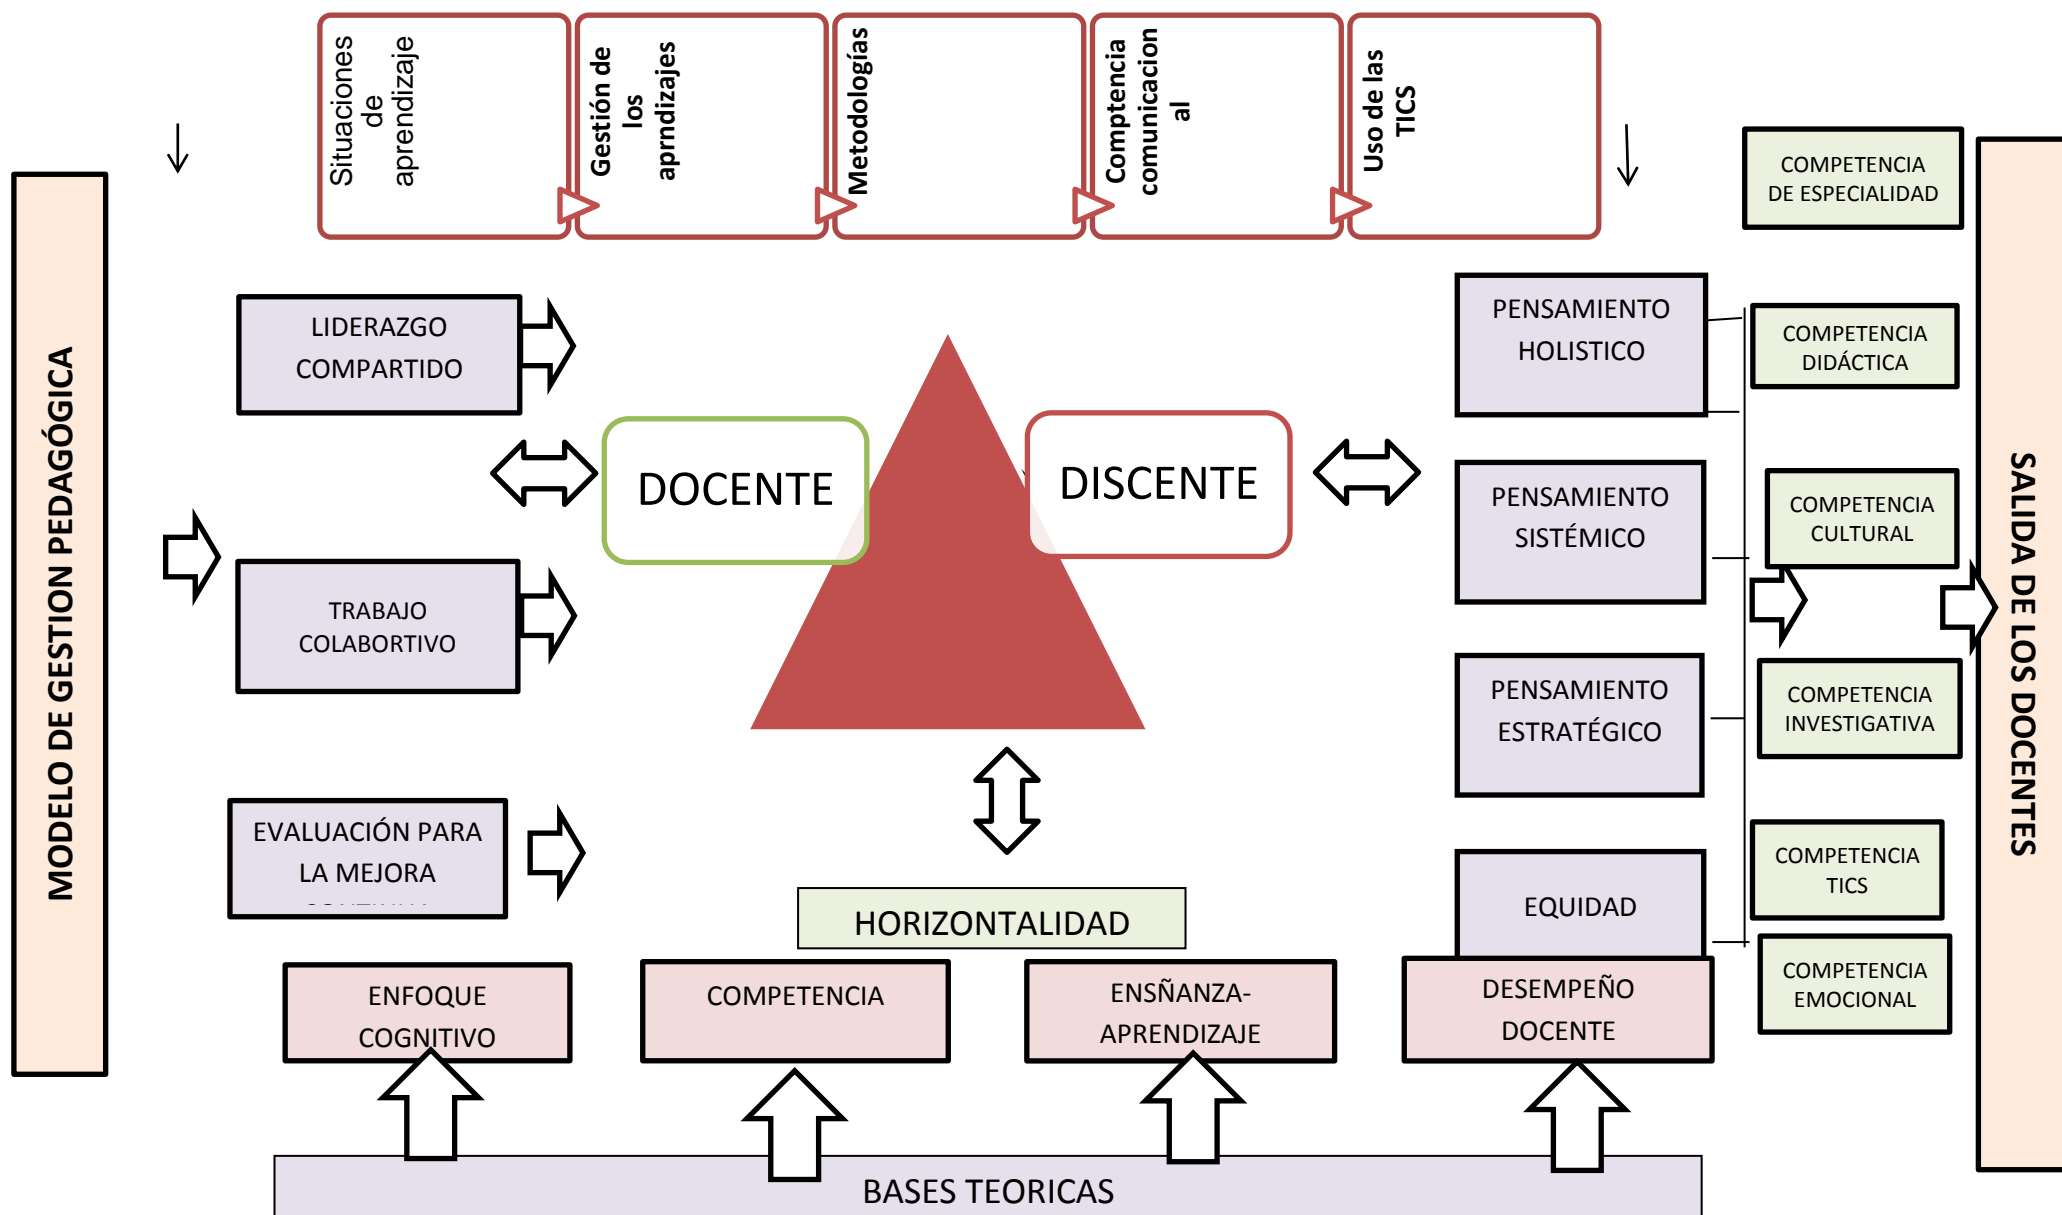 Situaciones
de
aprendizaje
Gestión de
los
aprndizajes
Metodologías
Comptencia
comunicacion
al
Uso de las
TICS
MODELO DE GESTION PEDAGÓGICA
LIDERAZGO
COMPARTIDO
TRABAJO
COLABORTIVO
EVALUACIÓN PARA
LA MEJORA
DOCENTE
DISCENTE
HORIZONTALIDAD
PENSAMIENTO
HOLISTICO
PENSAMIENTO
SISTÉMICO
PENSAMIENTO
ESTRATÉGICO
EQUIDAD
COMPETENCIA
DE ESPECIALIDAD
COMPETENCIA
DIDÁCTICA
COMPETENCIA
CULTURAL
COMPETENCIA
INVESTIGATIVA
COMPETENCIA
TICS
COMPETENCIA
EMOCIONAL
SALIDA DE LOS DOCENTES
ENFOQUE
COGNITIVO
COMPETENCIA
ENSÑANZA-
APRENDIZAJE
DESEMPEÑO
DOCENTE
BASES TEORICAS